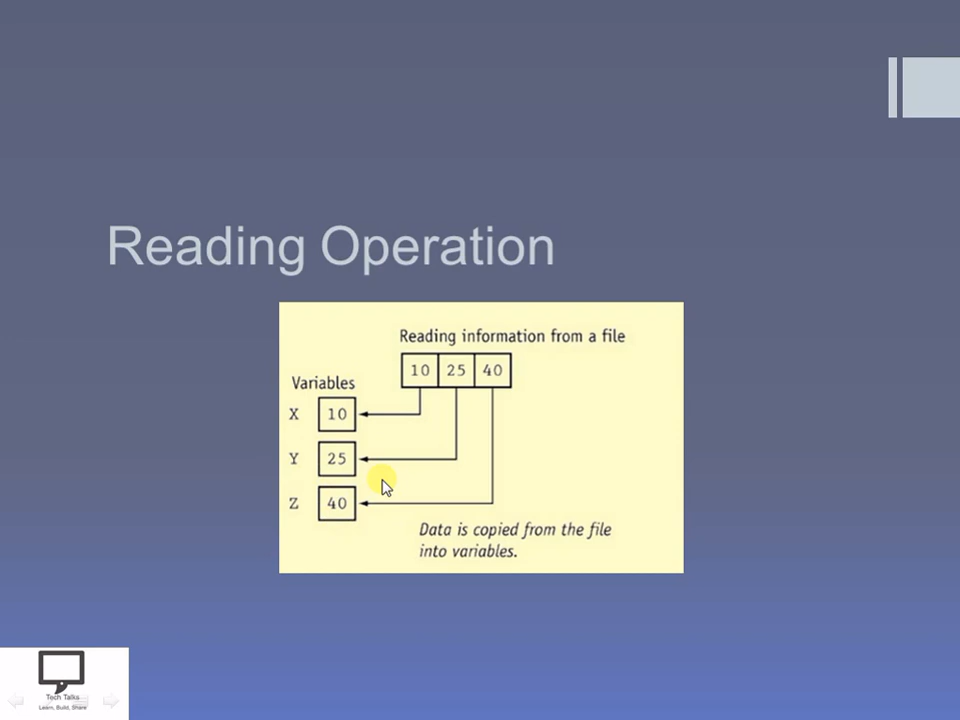 Reading Operation
Reading information from a file
10 25 40
Variables
X 10
Y 25
Z 40
Data is copied from the file
into variables.
Tech Talks
Learn, Build, Share